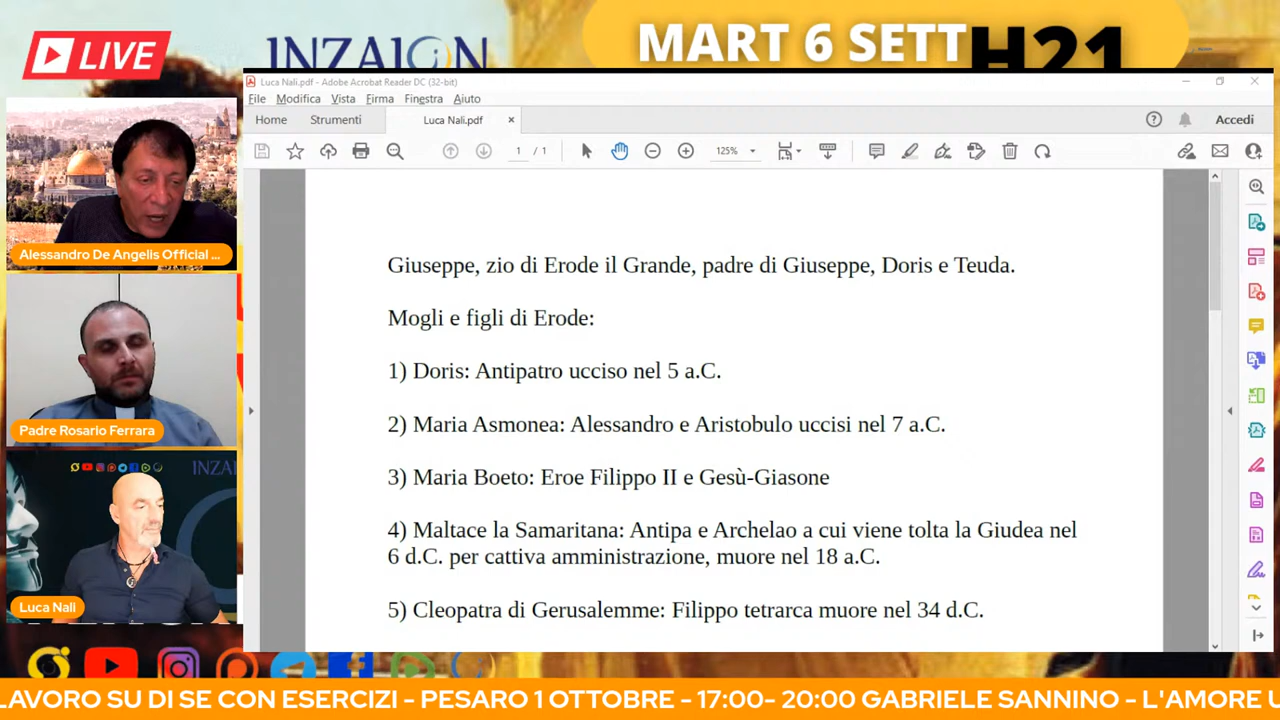 LIVE
INZAION
MART 6 SETT H21
Luca Nali.pdf - Adobe Acrobat Reader DC (32-bit)
File Modifica Vista Firma Finestra Aiuto
Home Strumenti Luca Nali.pdf × Accedi
1 / 1 125%
Giuseppe, zio di Erode il Grande, padre di Giuseppe, Doris e Teuda.
Mogli e figli di Erode:
1) Doris: Antipatro ucciso nel 5 a.C.
2) Maria Asmonea: Alessandro e Aristobulo uccisi nel 7 a.C.
3) Maria Boeto: Eroe Filippo II e Gesù-Giasone
4) Maltace la Samaritana: Antipa e Archelao a cui viene tolta la Giudea nel
6 d.C. per cattiva amministrazione, muore nel 18 a.C.
5) Cleopatra di Gerusalemme: Filippo tetrarca muore nel 34 d.C.
Alessandro De Angelis Official ...
Padre Rosario Ferrara
INZAI
Luca Nali
LAVORO SU DI SE CON ESERCIZI - PESARO 1 OTTOBRE - 17:00- 20:00 GABRIELE SANNINO - L'AMORE U